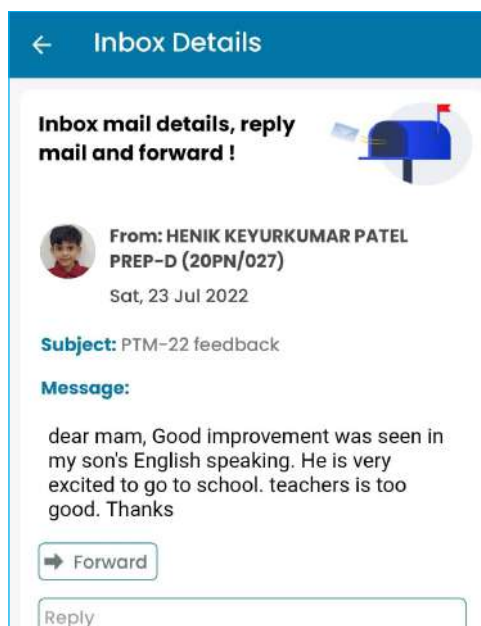 Inbox Details
Inbox mail details, reply
mail and forward !
From: HENIK KEYURKUMAR PATEL
PREP-D (20PN/027)
Sat, 23 Jul 2022
Subject: PTM-22 feedback
Message:
dear mam, Good improvement was seen in
my son's English speaking. He is very
excited to go to school. teachers is too
good. Thanks
Forward
Reply